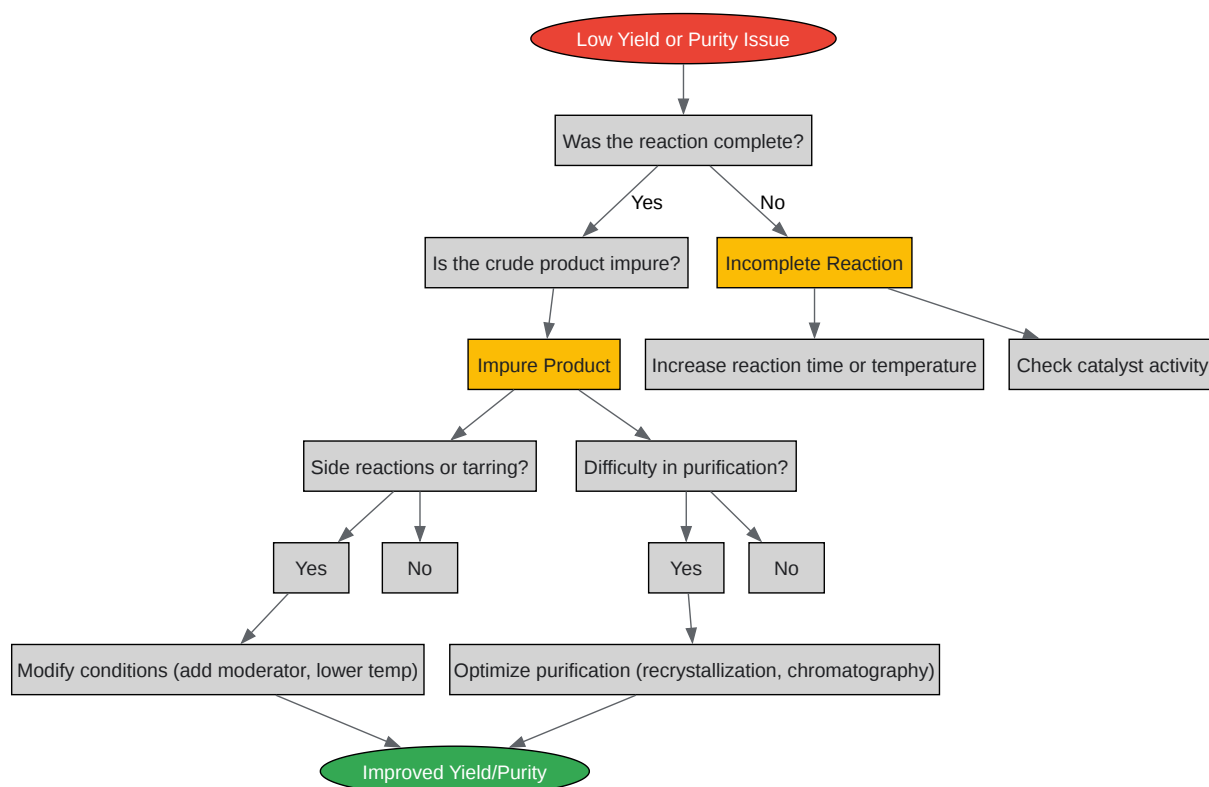 Low Yield or Purity Issue
Was the reaction complete?
Yes
No
Is the crude product impure?
Incomplete Reaction
Impure Product
Increase reaction time or temperature
Check catalyst activity
Side reactions or tarring?
Difficulty in purification?
Yes
No
Yes
No
Modify conditions (add moderator, lower temp)
Optimize purification (recrystallization, chromatography)
Improved Yield/Purity